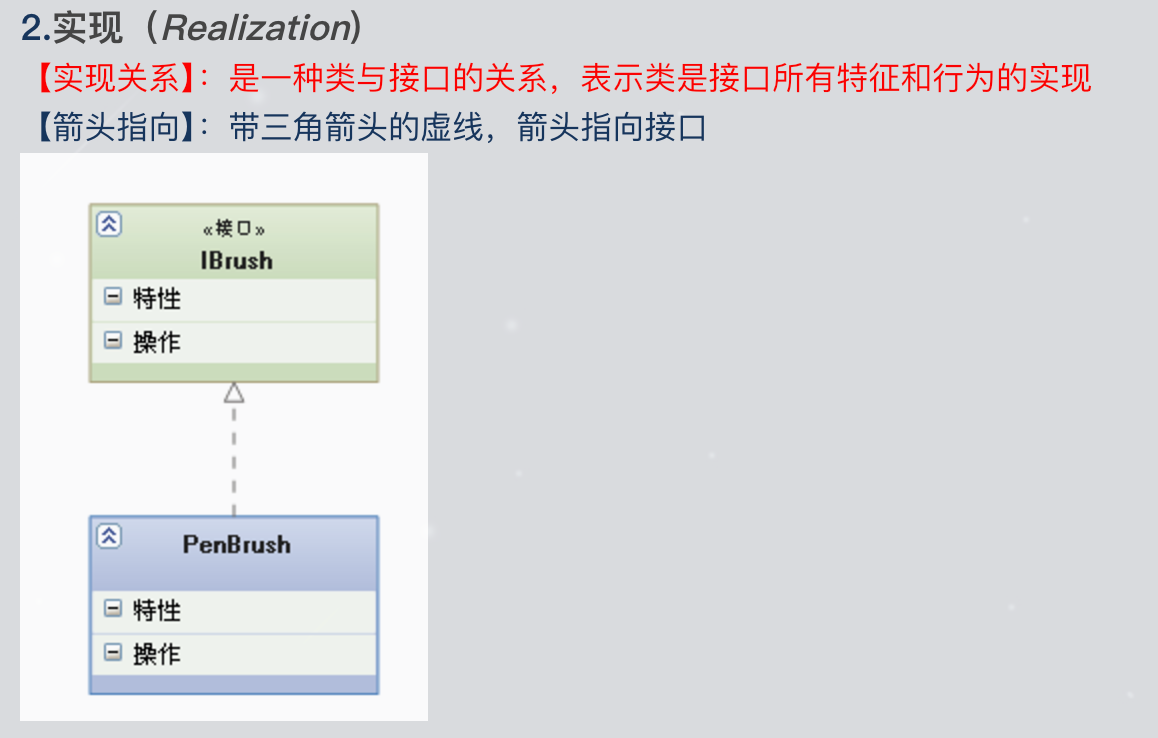 2.实现（Realization)
【实现关系】：是一种类与接口的关系，表示类是接口所有特征和行为的实现
【箭头指向】：带三角箭头的虚线，箭头指向接口
«接口»
IBrush
特性
操作
PenBrush
特性
操作